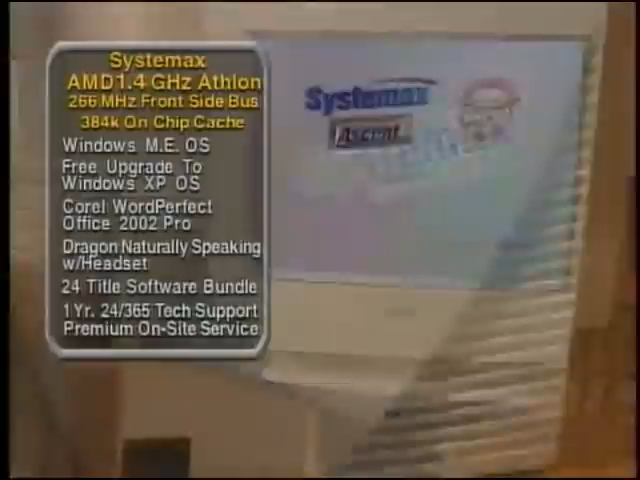 Systemax
AMD1.4 GHz Athlon
266 MHz Front Side Bus
384k On Chip Cache
Windows M.E. OS
Free Upgrade To
Windows XP OS
Corel WordPerfect
Office 2002 Pro
Dragon Naturally Speaking
w/Headset
24 Title Software Bundle
1 Yr. 24/365 Tech Support
Premium On-Site Service
Systemax
Ascent